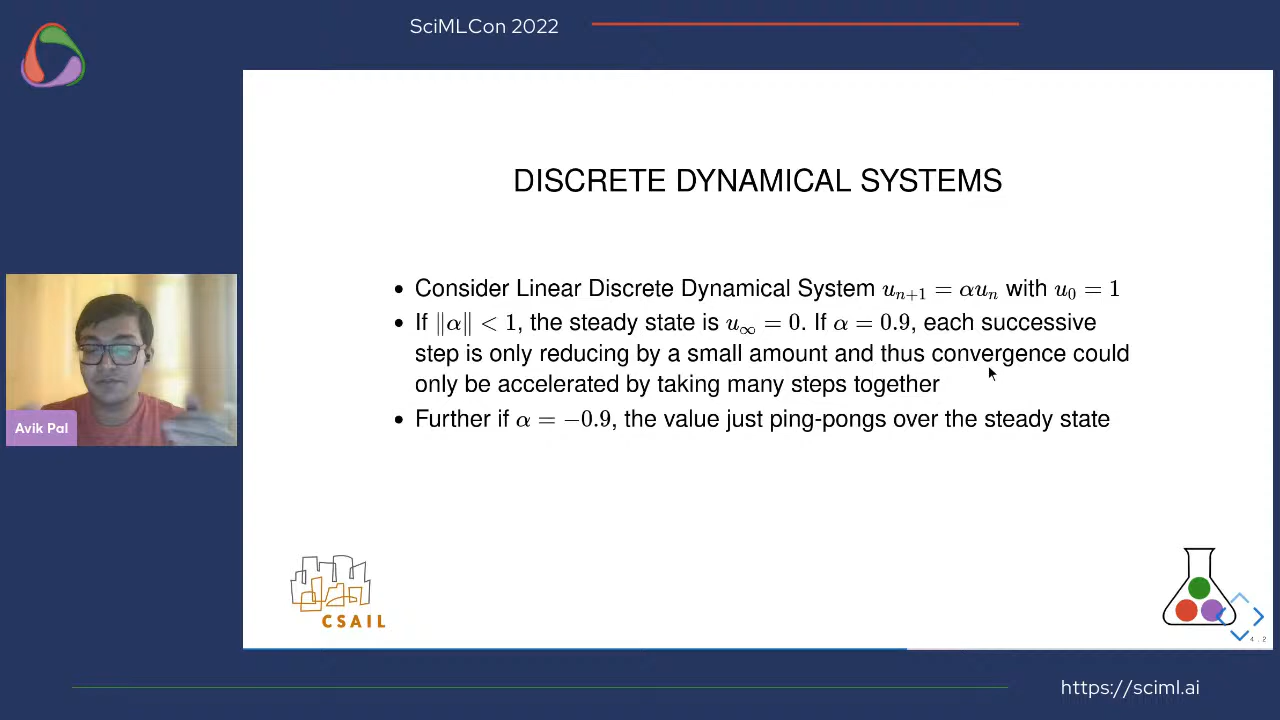 SciMLCon 2022
DISCRETE DYNAMICAL SYSTEMS
• Consider Linear Discrete Dynamical System uₙ₊₁ = αuₙ with u₀ = 1
• If ‖α‖ < 1, the steady state is u∞ = 0. If α = 0.9, each successive
step is only reducing by a small amount and thus convergence could
only be accelerated by taking many steps together
• Further if α = −0.9, the value just ping-pongs over the steady state
Avik Pal
CSAIL
4.2
https://sciml.ai